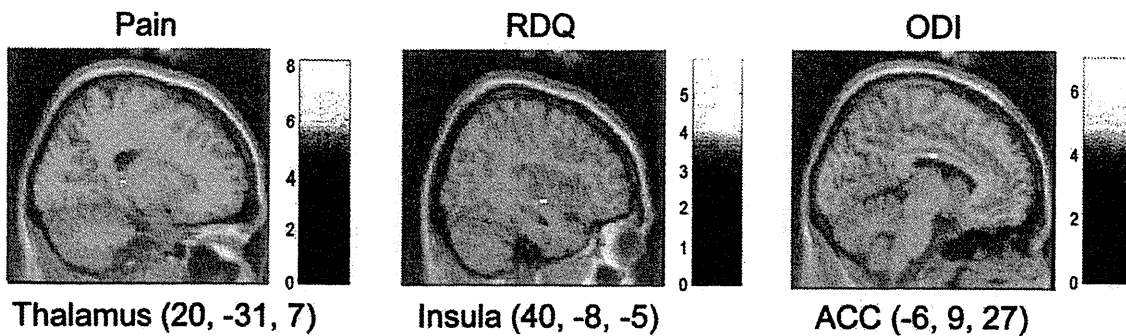 Pain
RDQ
ODI
8
6
4
2
0
5
4
3
2
1
0
6
4
2
0
Thalamus (20, -31, 7)
Insula (40, -8, -5)
ACC (-6, 9, 27)